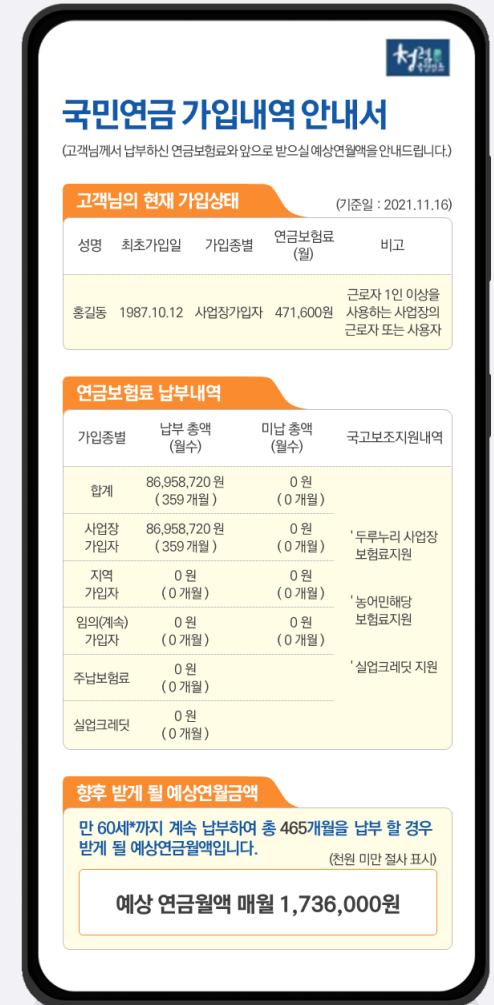 청렴
국민연금 가입내역 안내서
(고객님께서 납부하신 연금보험료와 앞으로 받으실 예상연월액을 안내드립니다.)
고객님의 현재 가입상태
(기준일 : 2021.11.16)
성명 최초가입일 가입종별 연금보험료 비고
(월)
홍길동 1987.10.12 사업장가입자 471,600원 근로자 1인 이상을
사용하는 사업장의
근로자 또는 사용자
연금보험료 납부내역
가입종별 납부 총액 미납 총액 국고보조지원내역
(월수) (월수)
합계 86,958,720 원 0 원
( 359 개월 ) ( 0 개월 )
사업장 86,958,720 원 0 원
가입자 ( 359 개월 ) ( 0 개월 )
' 두루누리 사업장
보험료지원
지역 0 원 0 원
가입자 ( 0 개월 ) ( 0 개월 )
' 농어민해당
보험료지원
임의(계속) 0 원 0 원
가입자 ( 0 개월 ) ( 0 개월 )
주납보험료 0 원
( 0 개월 )
' 실업크레딧 지원
실업크레딧 0 원
( 0 개월 )
향후 받게 될 예상연월금액
만 60세*까지 계속 납부하여 총 465개월을 납부 할 경우
받게 될 예상연금월액입니다.
(천원 미만 절사 표시)
예상 연금월액 매월 1,736,000원